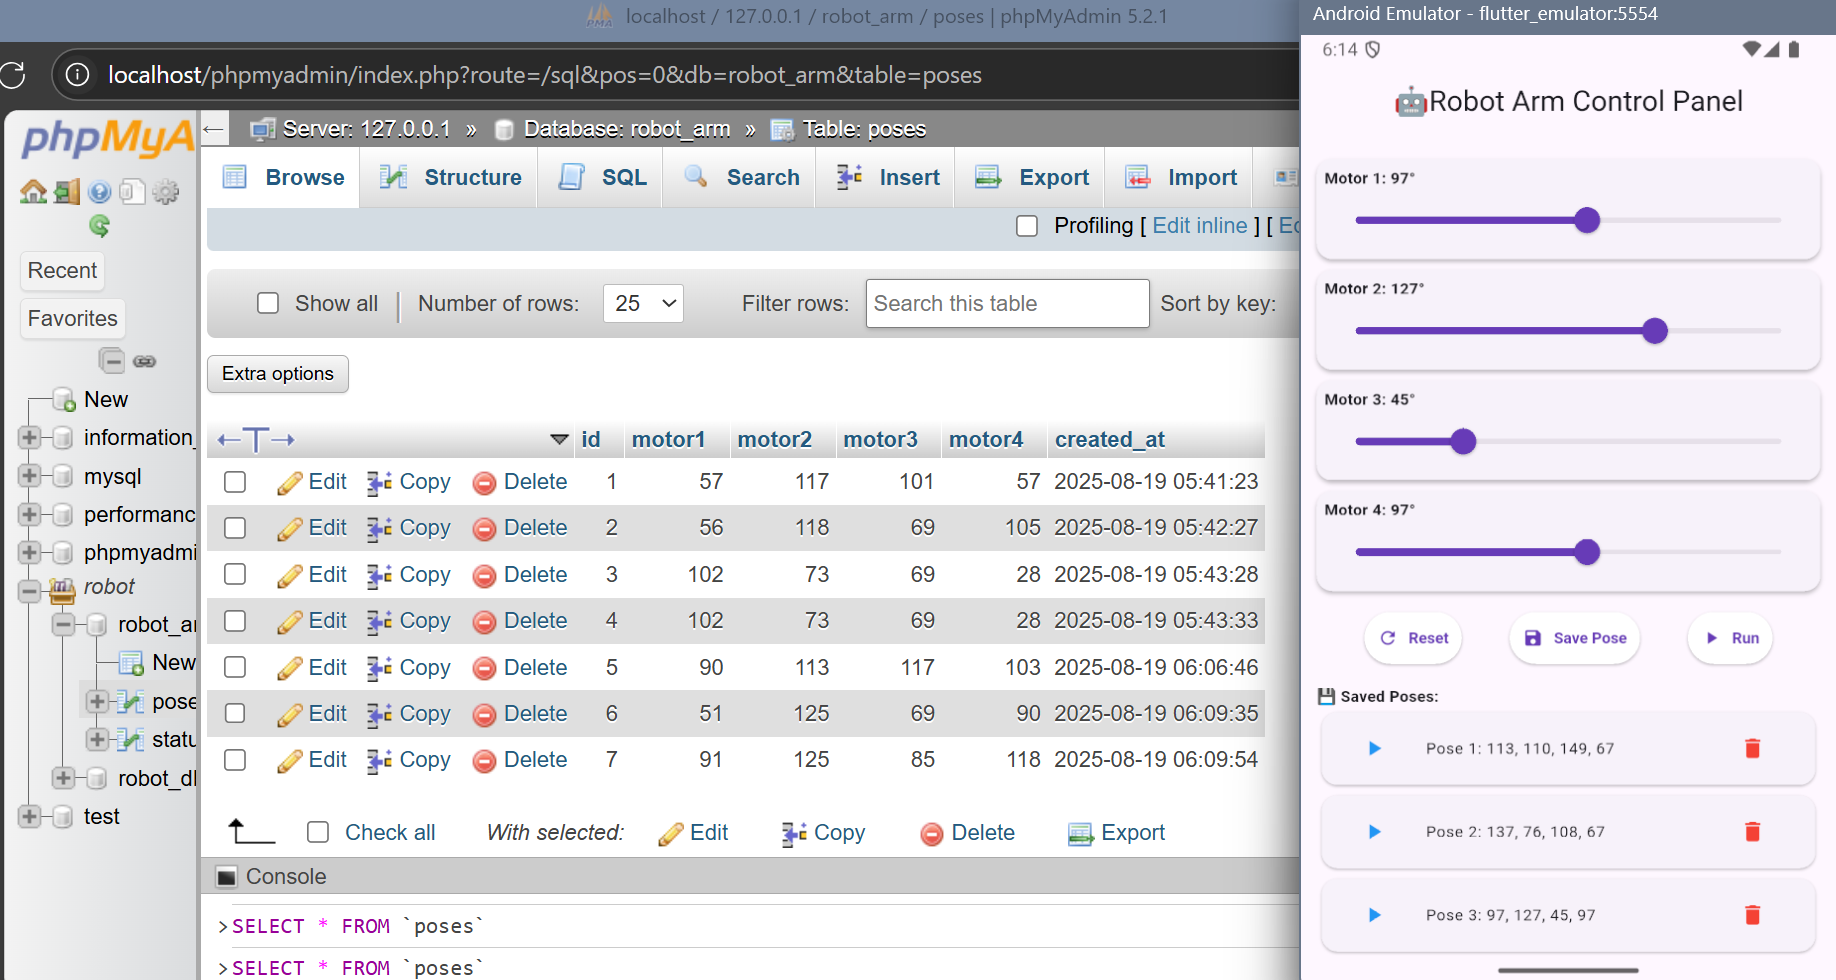 localhost / 127.0.0.1 / robot_arm / poses | phpMyAdmin 5.2.1
localhost/phpmyadmin/index.php?route=/sql&pos=0&db=robot_arm&table=poses
phpMyA
Recent
Favorites
New
information_
mysql
performanc
phpmyadmi
robot
robot_a
New
pose
statu
robot_d
test
Server: 127.0.0.1 » Database: robot_arm » Table: poses
Browse Structure SQL Search Insert Export Import
Profiling [ Edit inline ] [ Ed
Show all Number of rows: 25 Filter rows: Search this table Sort by key:
Extra options
id motor1 motor2 motor3 motor4 created_at
Edit Copy Delete 1 57 117 101 57 2025-08-19 05:41:23
Edit Copy Delete 2 56 118 69 105 2025-08-19 05:42:27
Edit Copy Delete 3 102 73 69 28 2025-08-19 05:43:28
Edit Copy Delete 4 102 73 69 28 2025-08-19 05:43:33
Edit Copy Delete 5 90 113 117 103 2025-08-19 06:06:46
Edit Copy Delete 6 51 125 69 90 2025-08-19 06:09:35
Edit Copy Delete 7 91 125 85 118 2025-08-19 06:09:54
Check all With selected: Edit Copy Delete Export
Console
>SELECT * FROM `poses`
>SELECT * FROM `poses`
Android Emulator - flutter_emulator:5554
6:14
🤖Robot Arm Control Panel
Motor 1: 97°
Motor 2: 127°
Motor 3: 45°
Motor 4: 97°
Reset Save Pose Run
💾 Saved Poses:
Pose 1: 113, 110, 149, 67
Pose 2: 137, 76, 108, 67
Pose 3: 97, 127, 45, 97